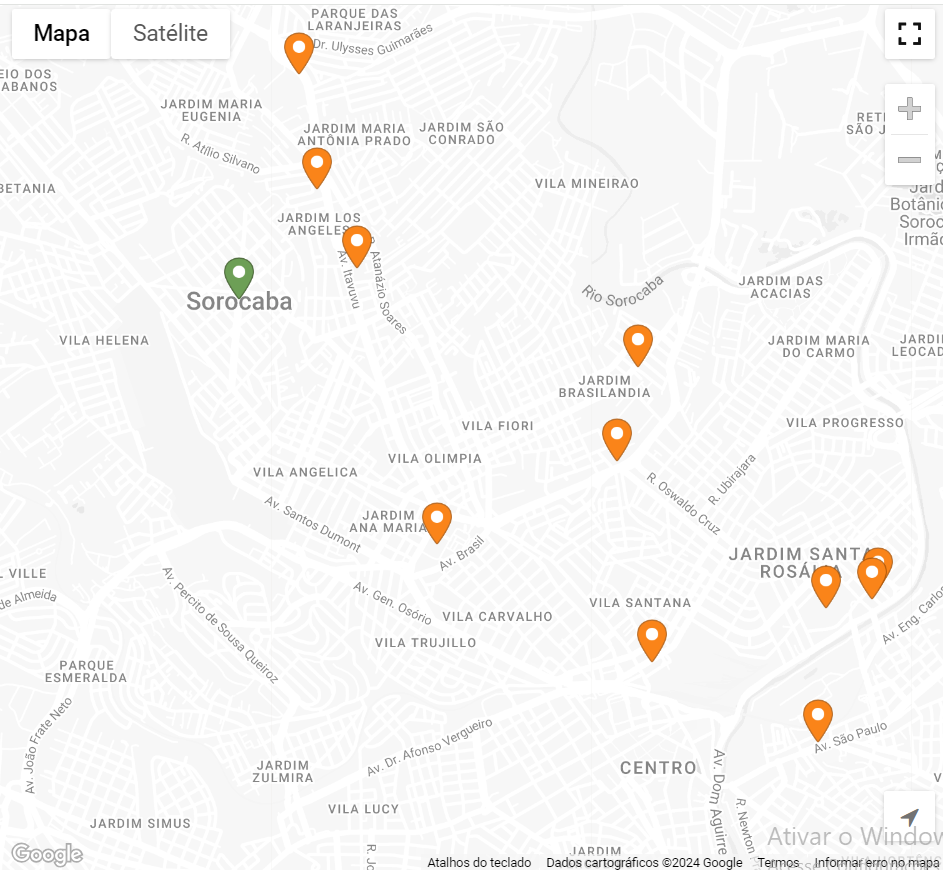 Mapa
Satélite
PARQUE DAS
LARANJEIRAS
Dr. Ulysses Guimarães
EIO DOS
ABANOS
JARDIM MARIA
EUGENIA
JARDIM MARIA
ANTÔNIA PRADO
JARDIM SÃO
CONRADO
RET
SÃO J
R. Atílio Silvano
BETANIA
VILA MINEIRAO
Jard
Botâni
Soroc
Irmã
JARDIM LOS
ANGELES
R. Atanázio Soares
Av. Itavuvu
Sorocaba
Rio Sorocaba
JARDIM DAS
ACACIAS
VILA HELENA
JARDIM MARIA
DO CARMO
JARDI
LEOCAD
JARDIM
BRASILANDIA
VILA FIORI
VILA PROGRESSO
VILA OLIMPIA
VILA ANGELICA
R. Ubirajara
R. Oswaldo Cruz
Av. Santos Dumont
JARDIM
ANA MARIA
Av. Brasil
JARDIM SANTA
ROSÁLIA
L VILLE
de Almeida
Av. Percito de Sousa Queiroz
Av. Gen. Osório
VILA CARVALHO
VILA SANTANA
Av. Eng. Carlos
VILA TRUJILLO
PARQUE
ESMERALDA
Av. João Frate Neto
Av. Dr. Afonso Vergueiro
Av. São Paulo
JARDIM
ZULMIRA
CENTRO
Av. Dom Aguirre
R. Newton
VILA LUCY
JARDIM SIMUS
R. Jo
JARDIM
Ativar o Window
Google
Atalhos do teclado
Dados cartográficos ©2024 Google
Termos
Informar erro no mapa